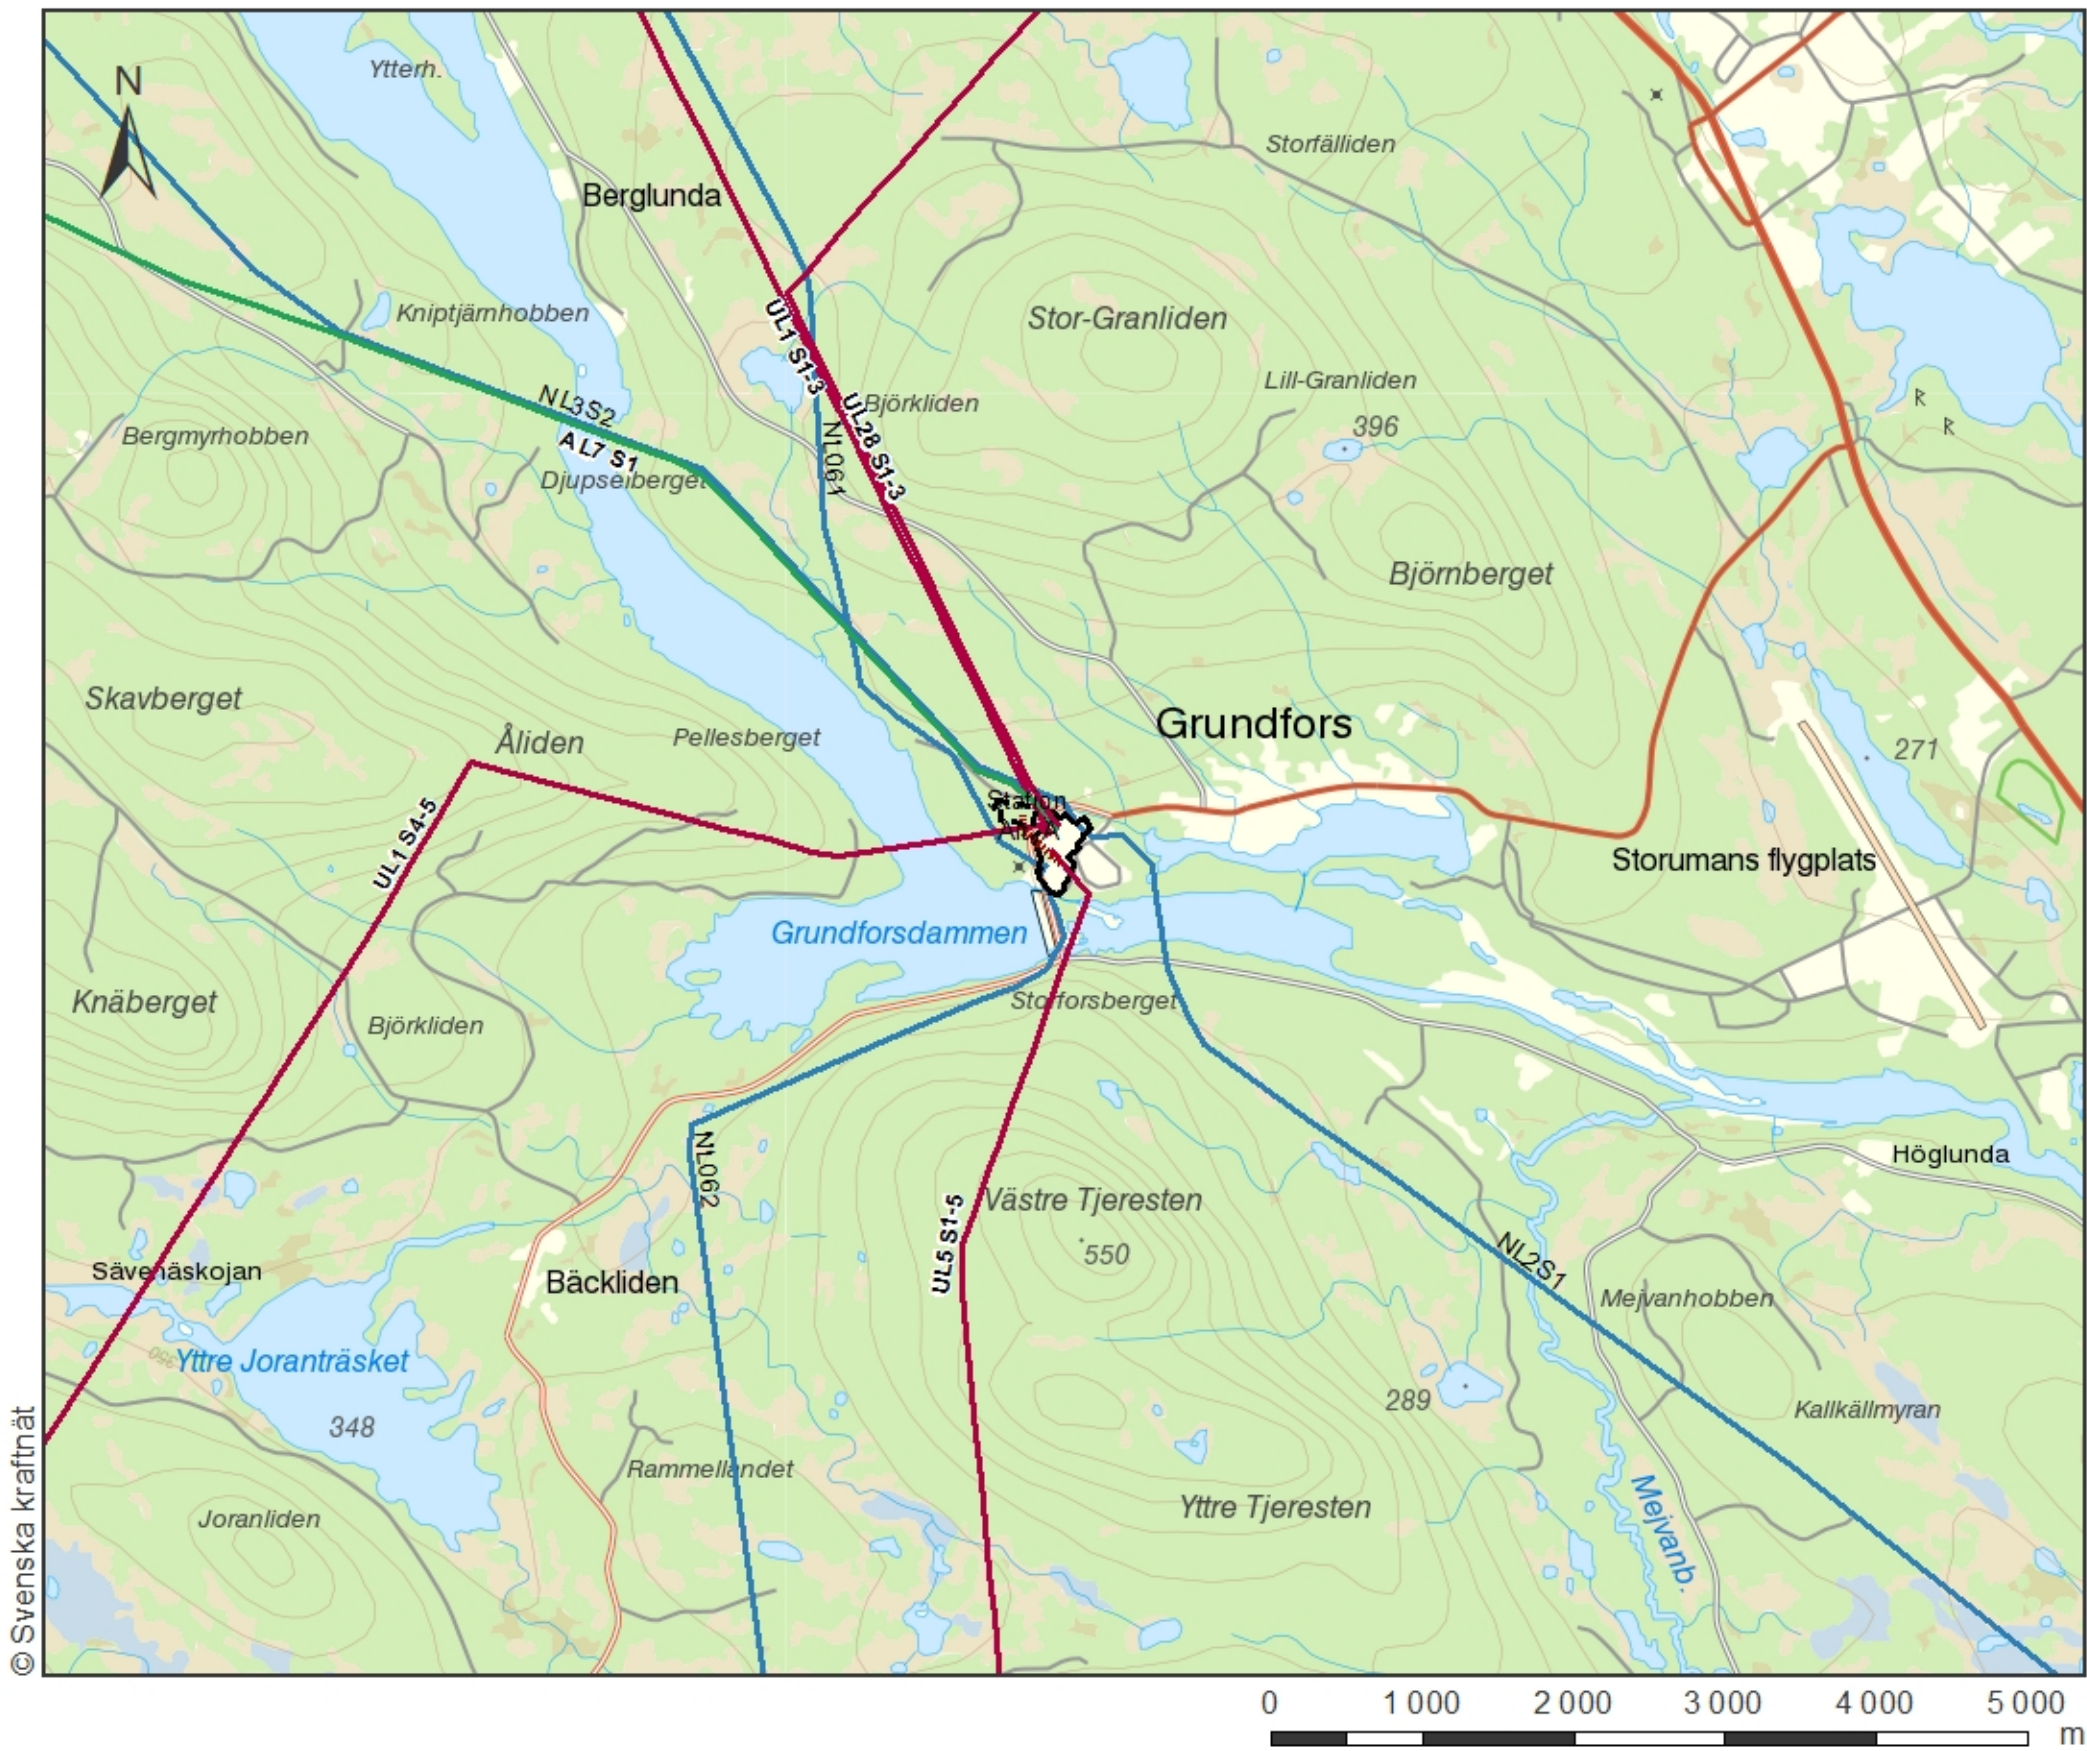 Ytterh.
N
Storfälliden
Berglunda
Kniptjärnhobben
Stor-Granliden
UL1 S1-3
Lill-Granliden
NL3S2
UL28 S1-3
Björkliden
396
Bergmyrhobben
AL7 S1
NL061
Djupselberget
Björnberget
Skavberget
Åliden
Pellesberget
Grundfors
271
Station
UL1 S4-5
Storumans flygplats
Grundforsdammen
Knäberget
Björkliden
Storforsberget
NL062
Höglunda
Västre Tjeresten
550
UL5 S1-5
NL2S1
Sävenäskojan
Bäckliden
Mejvanhobben
350
Yttre Joranträsket
289
Kallkällmyran
348
Rammellandet
Joranliden
Yttre Tjeresten
Mejvanb.
© Svenska kraftnät
0 1 000 2 000 3 000 4 000 5 000
m